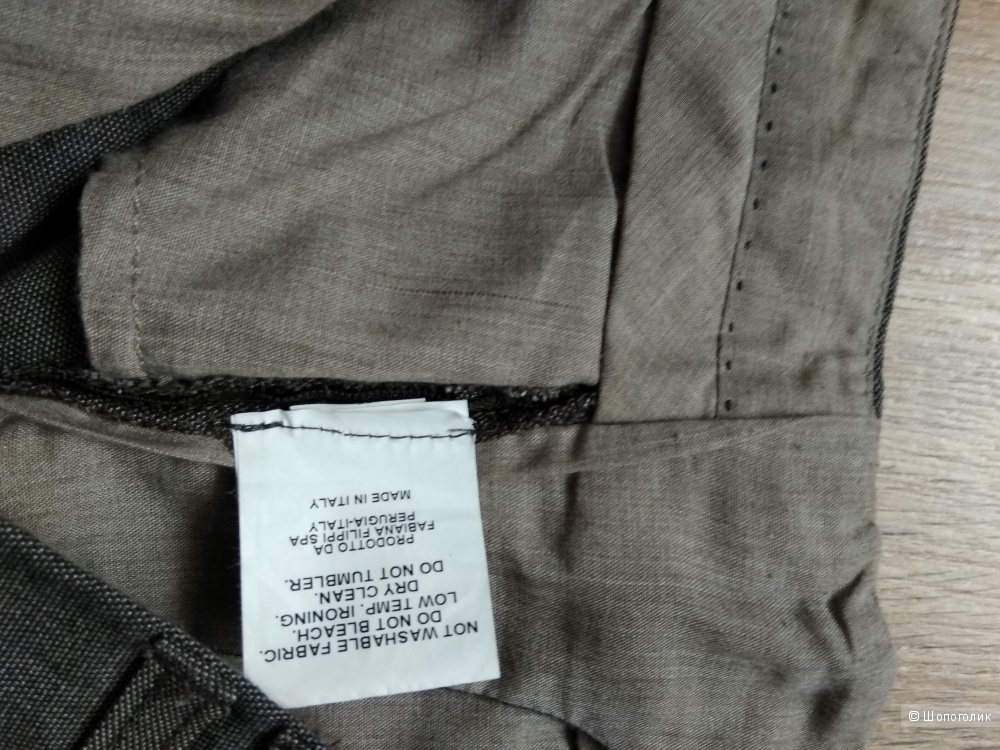 NOT WASHABLE FABRIC.
DO NOT BLEACH.
LOW TEMP. IRONING.
DRY CLEAN.
DO NOT TUMBLER.
PRODOTTO DA
FABIANA FILIPPI SPA
PERUGIA-ITALY
MADE IN ITALY
© Шопоголик